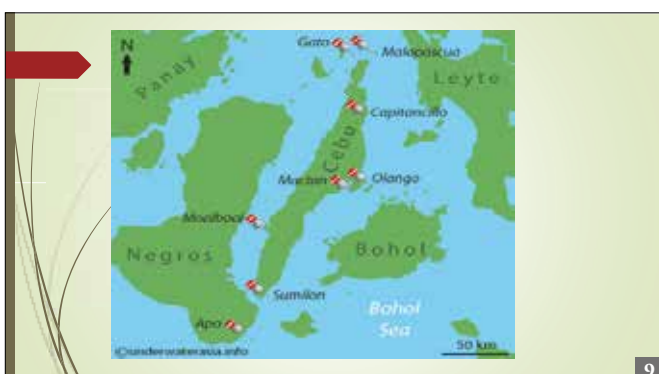 N
Gato
Malapascua
Panay
Leyte
Capitancillo
Cebu
Mactan
Olango
Moalboal
Negros
Bohol
Sumilon
Bohol
Sea
Apo
©underwaterasia.info
50 km
9